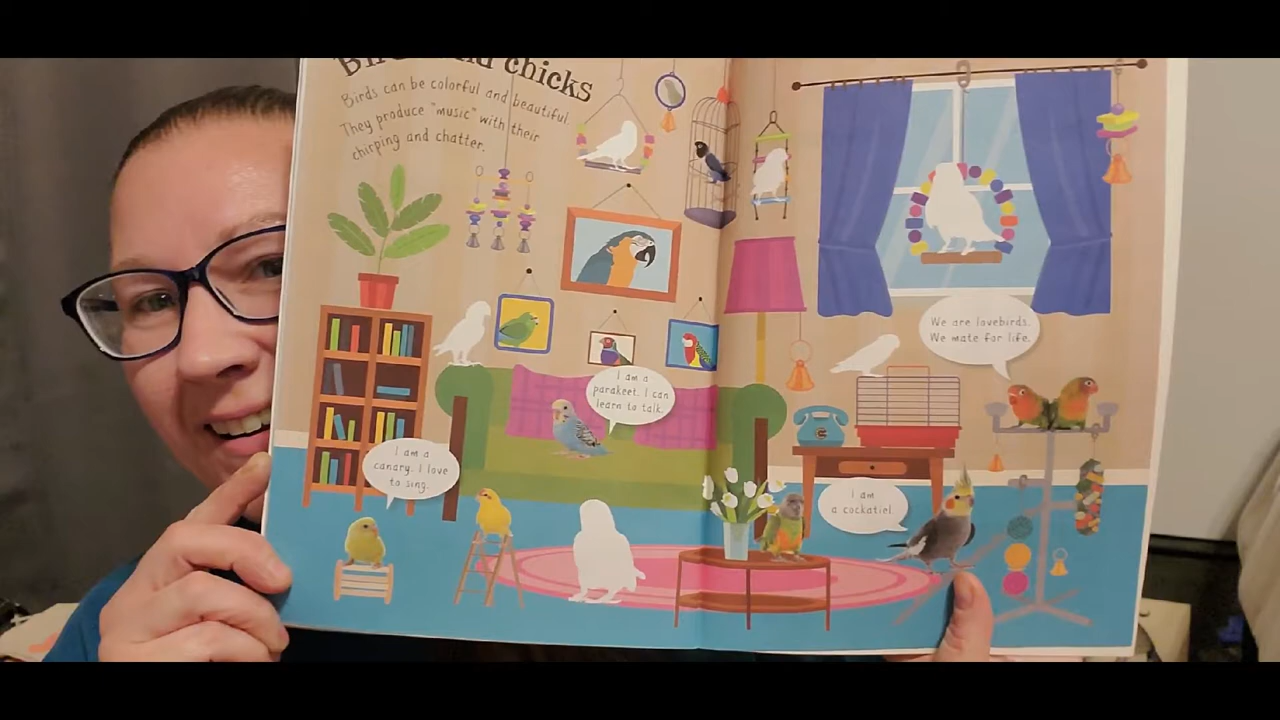 and chicks
Birds can be colorful and beautiful.
They produce "music" with their
chirping and chatter.
We are lovebirds.
We mate for life.
I am a
parakeet. I can
learn to talk.
I am a
canary. I love
to sing.
I am
a cockatiel.